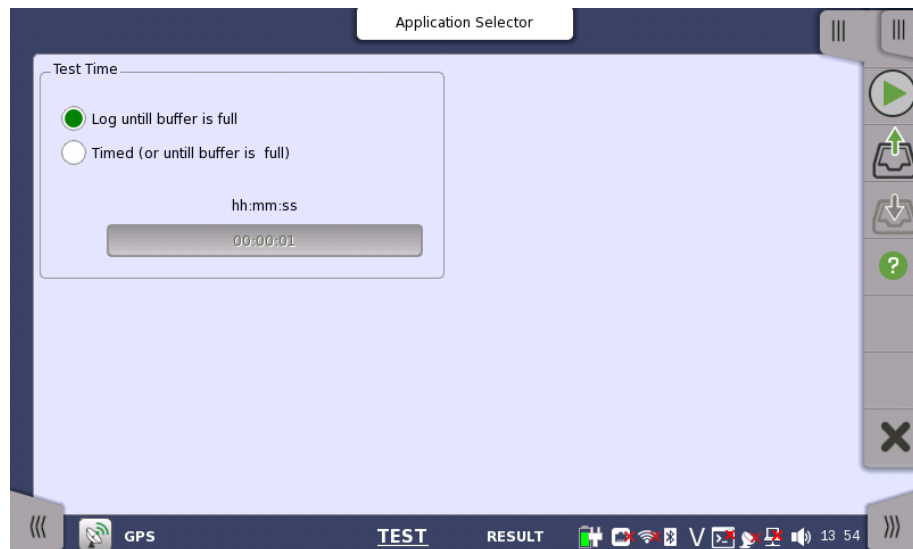 Application Selector
Test Time
Log untill buffer is full
Timed (or untill buffer is full)
hh:mm:ss
00:00:01
?
GPS TEST RESULT V 13 54